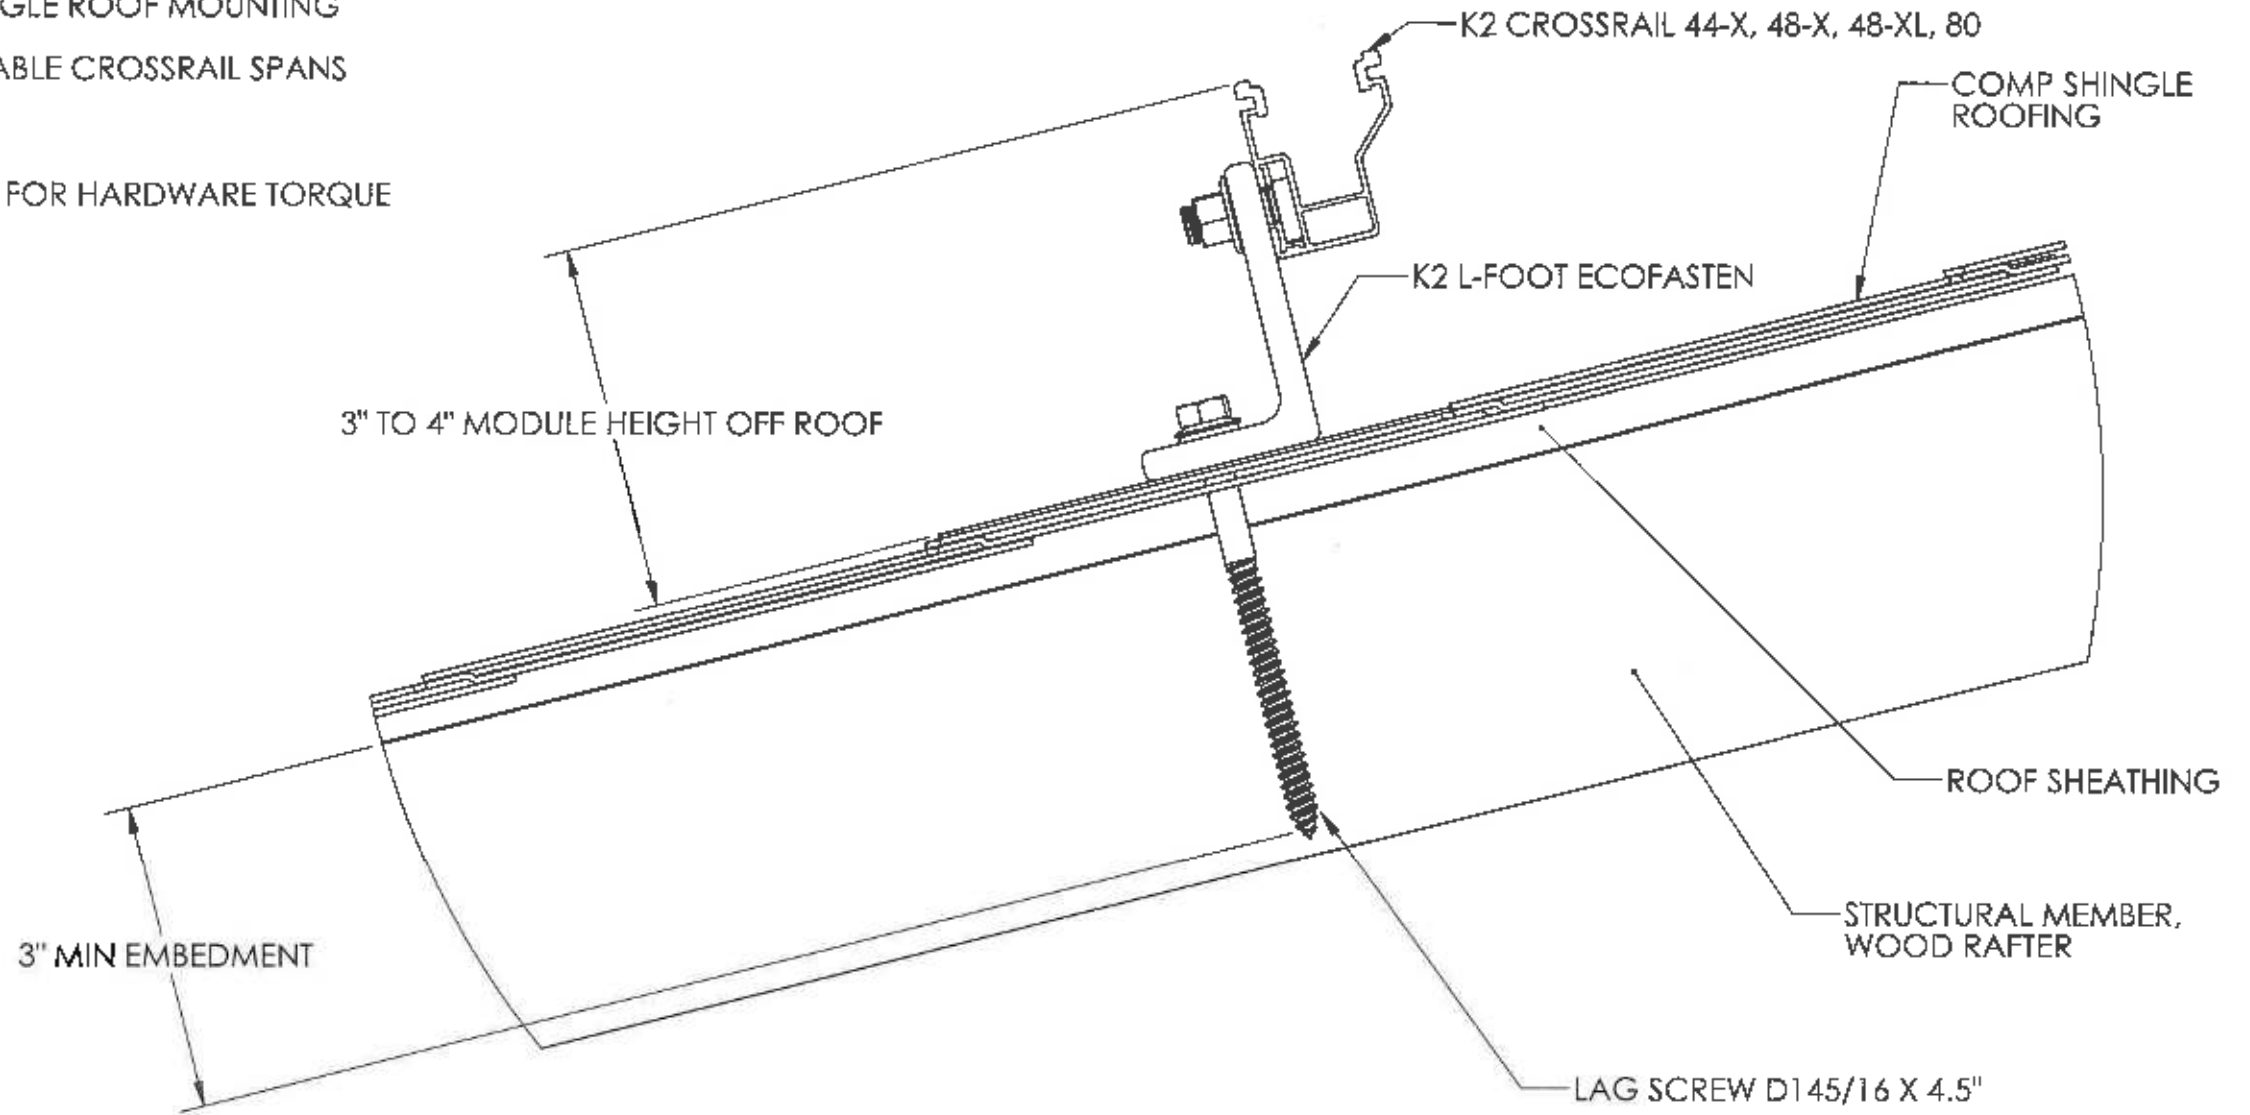 GLE ROOF MOUNTING
ABLE CROSSRAIL SPANS
FOR HARDWARE TORQUE
K2 CROSSRAIL 44-X, 48-X, 48-XL, 80
COMP SHINGLE
ROOFING
K2 L-FOOT ECOFASTEN
3" TO 4" MODULE HEIGHT OFF ROOF
ROOF SHEATHING
STRUCTURAL MEMBER,
WOOD RAFTER
3" MIN EMBEDMENT
LAG SCREW D145/16 X 4.5"